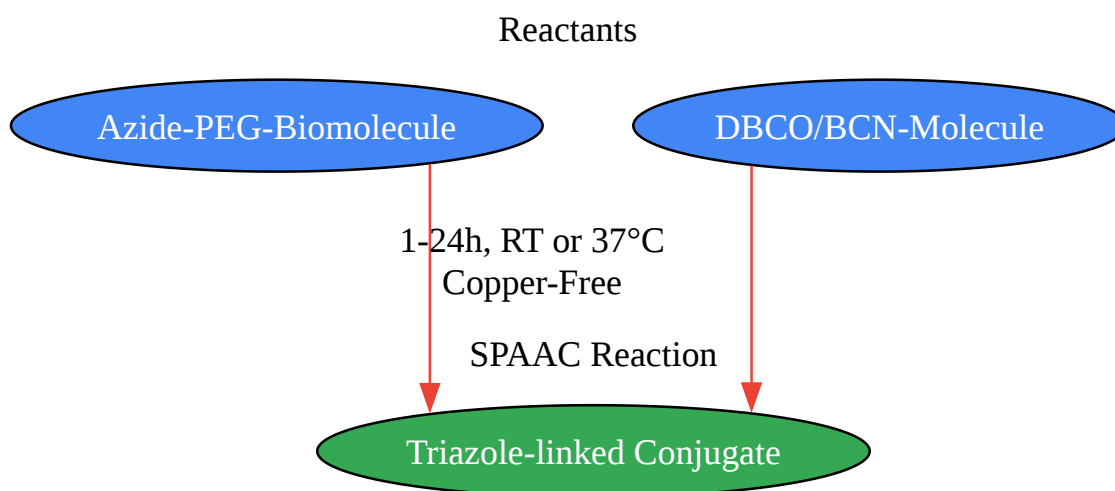 Reactants
Azide-PEG-Biomolecule
DBCO/BCN-Molecule
1-24h, RT or 37°C
Copper-Free
SPAAC Reaction
Triazole-linked Conjugate